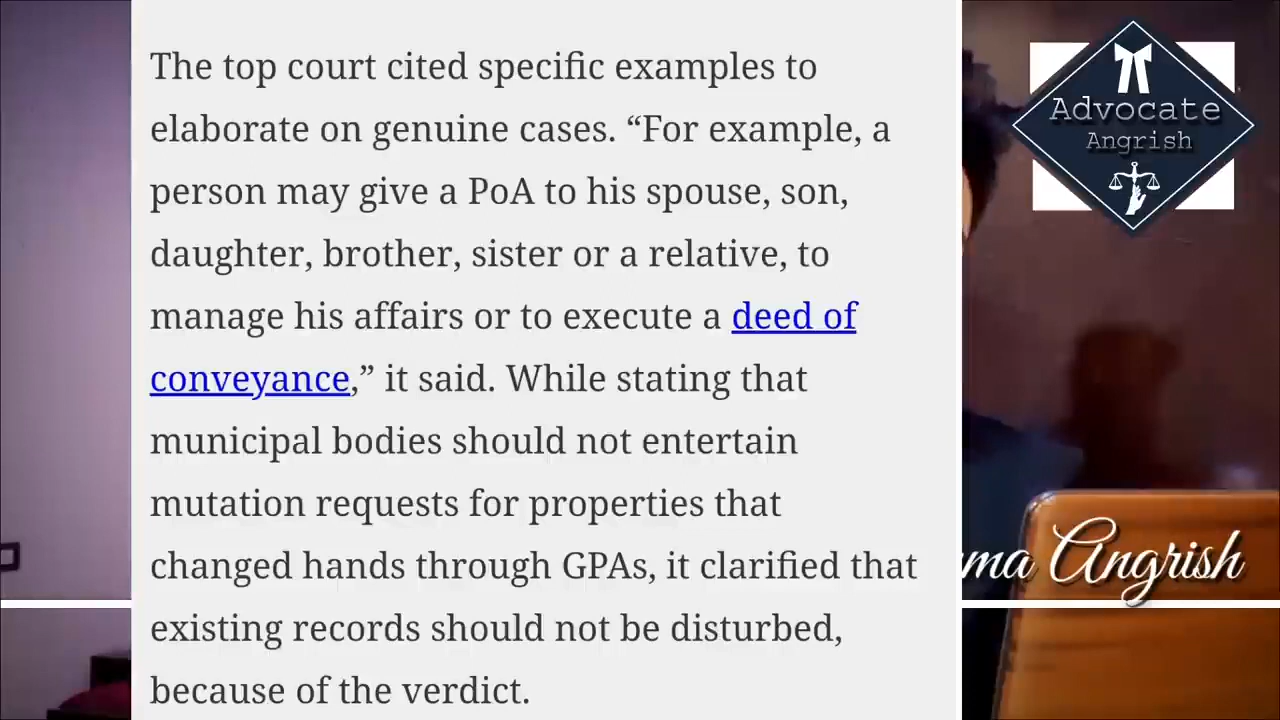 The top court cited specific examples to
elaborate on genuine cases. “For example, a
person may give a PoA to his spouse, son,
daughter, brother, sister or a relative, to
manage his affairs or to execute a deed of
conveyance,” it said. While stating that
municipal bodies should not entertain
mutation requests for properties that
changed hands through GPAs, it clarified that
existing records should not be disturbed,
because of the verdict.
Advocate
Angrish
Angrish